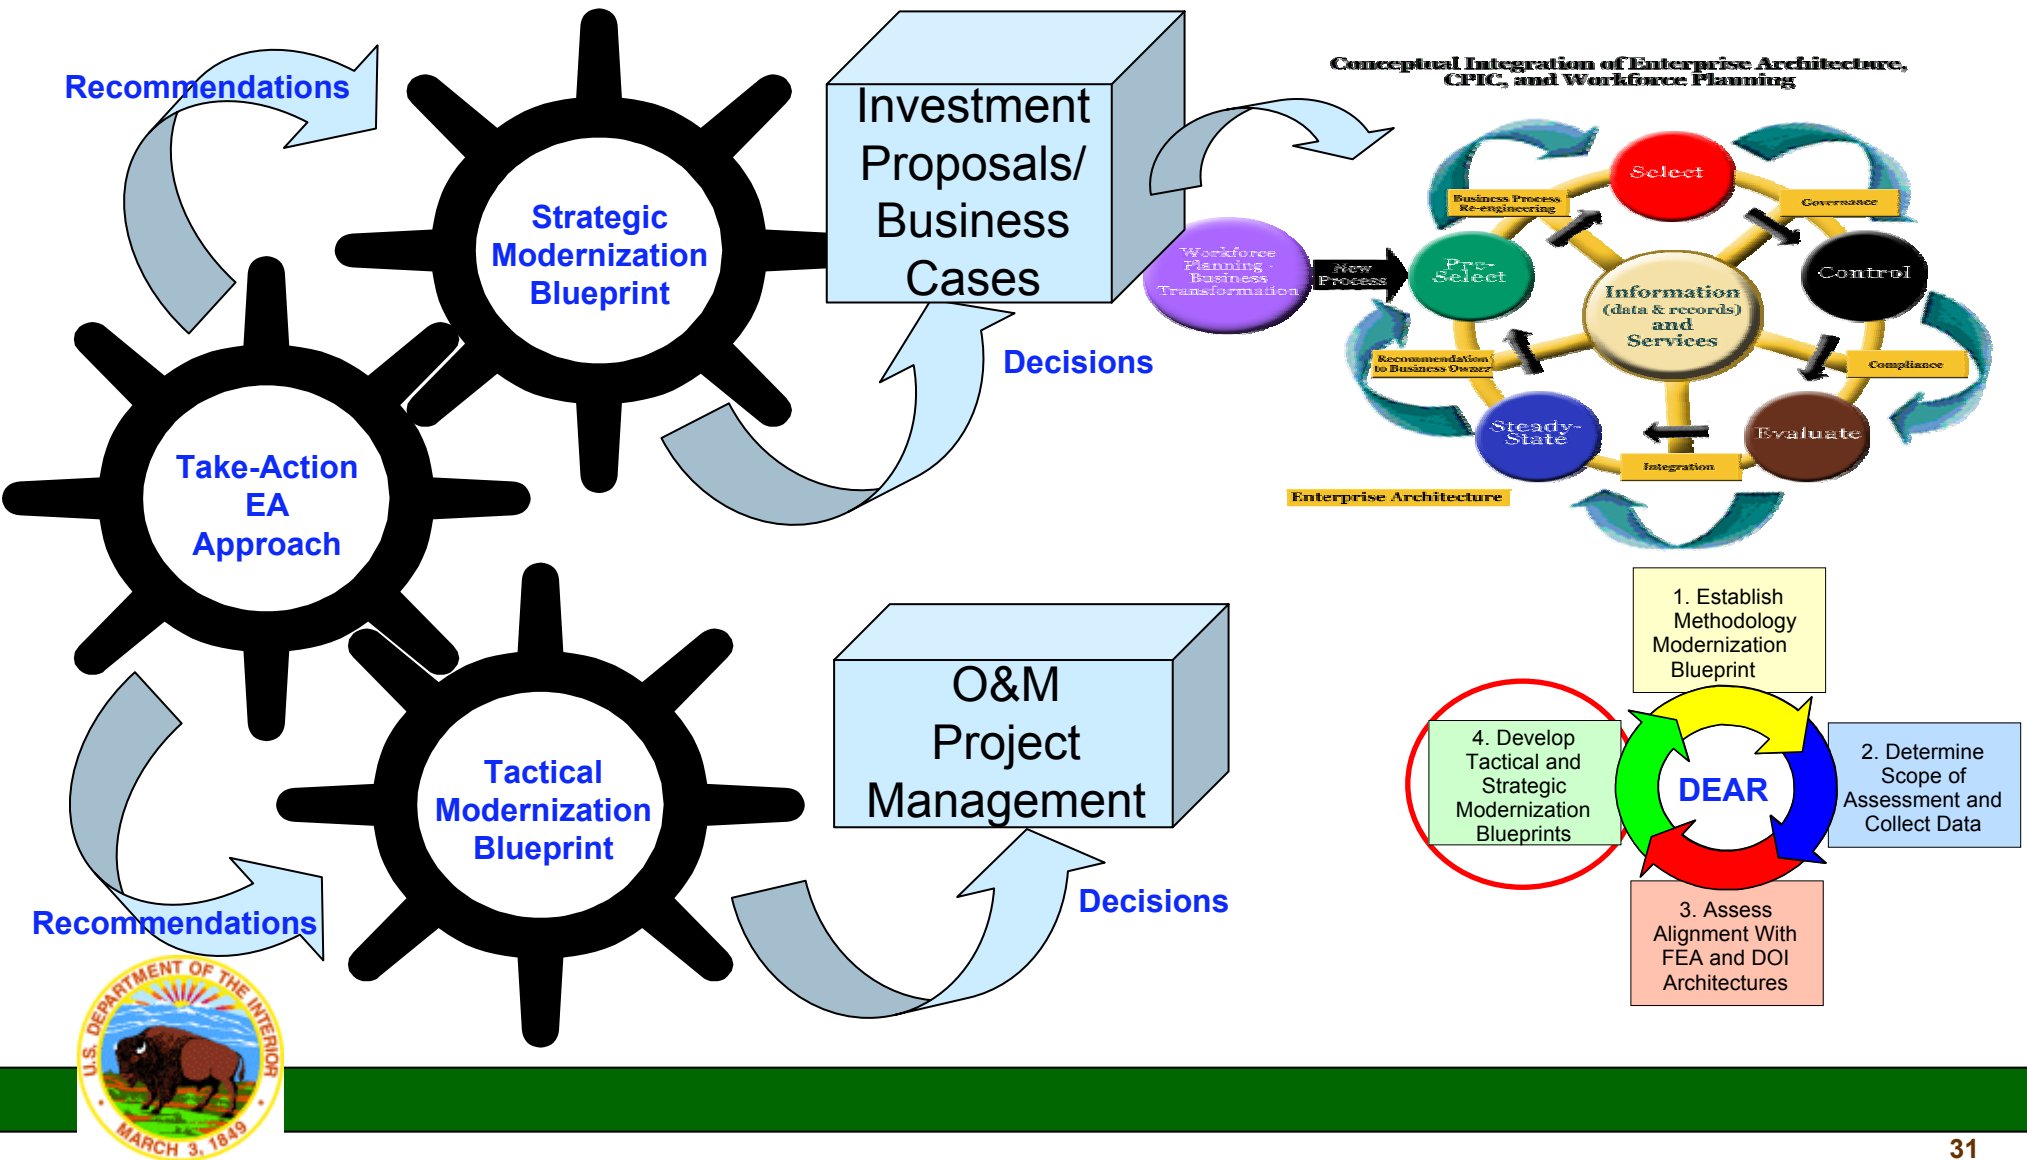 Recommendations
Strategic
Modernization
Blueprint
Take-Action
EA
Approach
Tactical
Modernization
Blueprint
Recommendations
Investment
Proposals/
Business
Cases
Decisions
O&M
Project
Management
Decisions
Conceptual Integration of Enterprise Architecture,
CPIC, and Workforce Planning
Workforce
Planning -
Business
Transformation
New
Process
Pre-
Select
Business Process
Re-engineering
Select
Governance
Control
Information
(data & records)
and
Services
Recommendation
to Business Owner
Compliance
Steady-
State
Evaluate
Integration
Enterprise Architecture
1. Establish
Methodology
Modernization
Blueprint
2. Determine
Scope of
Assessment and
Collect Data
3. Assess
Alignment With
FEA and DOI
Architectures
4. Develop
Tactical and
Strategic
Modernization
Blueprints
DEAR
U.S. DEPARTMENT OF THE INTERIOR
MARCH 3, 1849
31